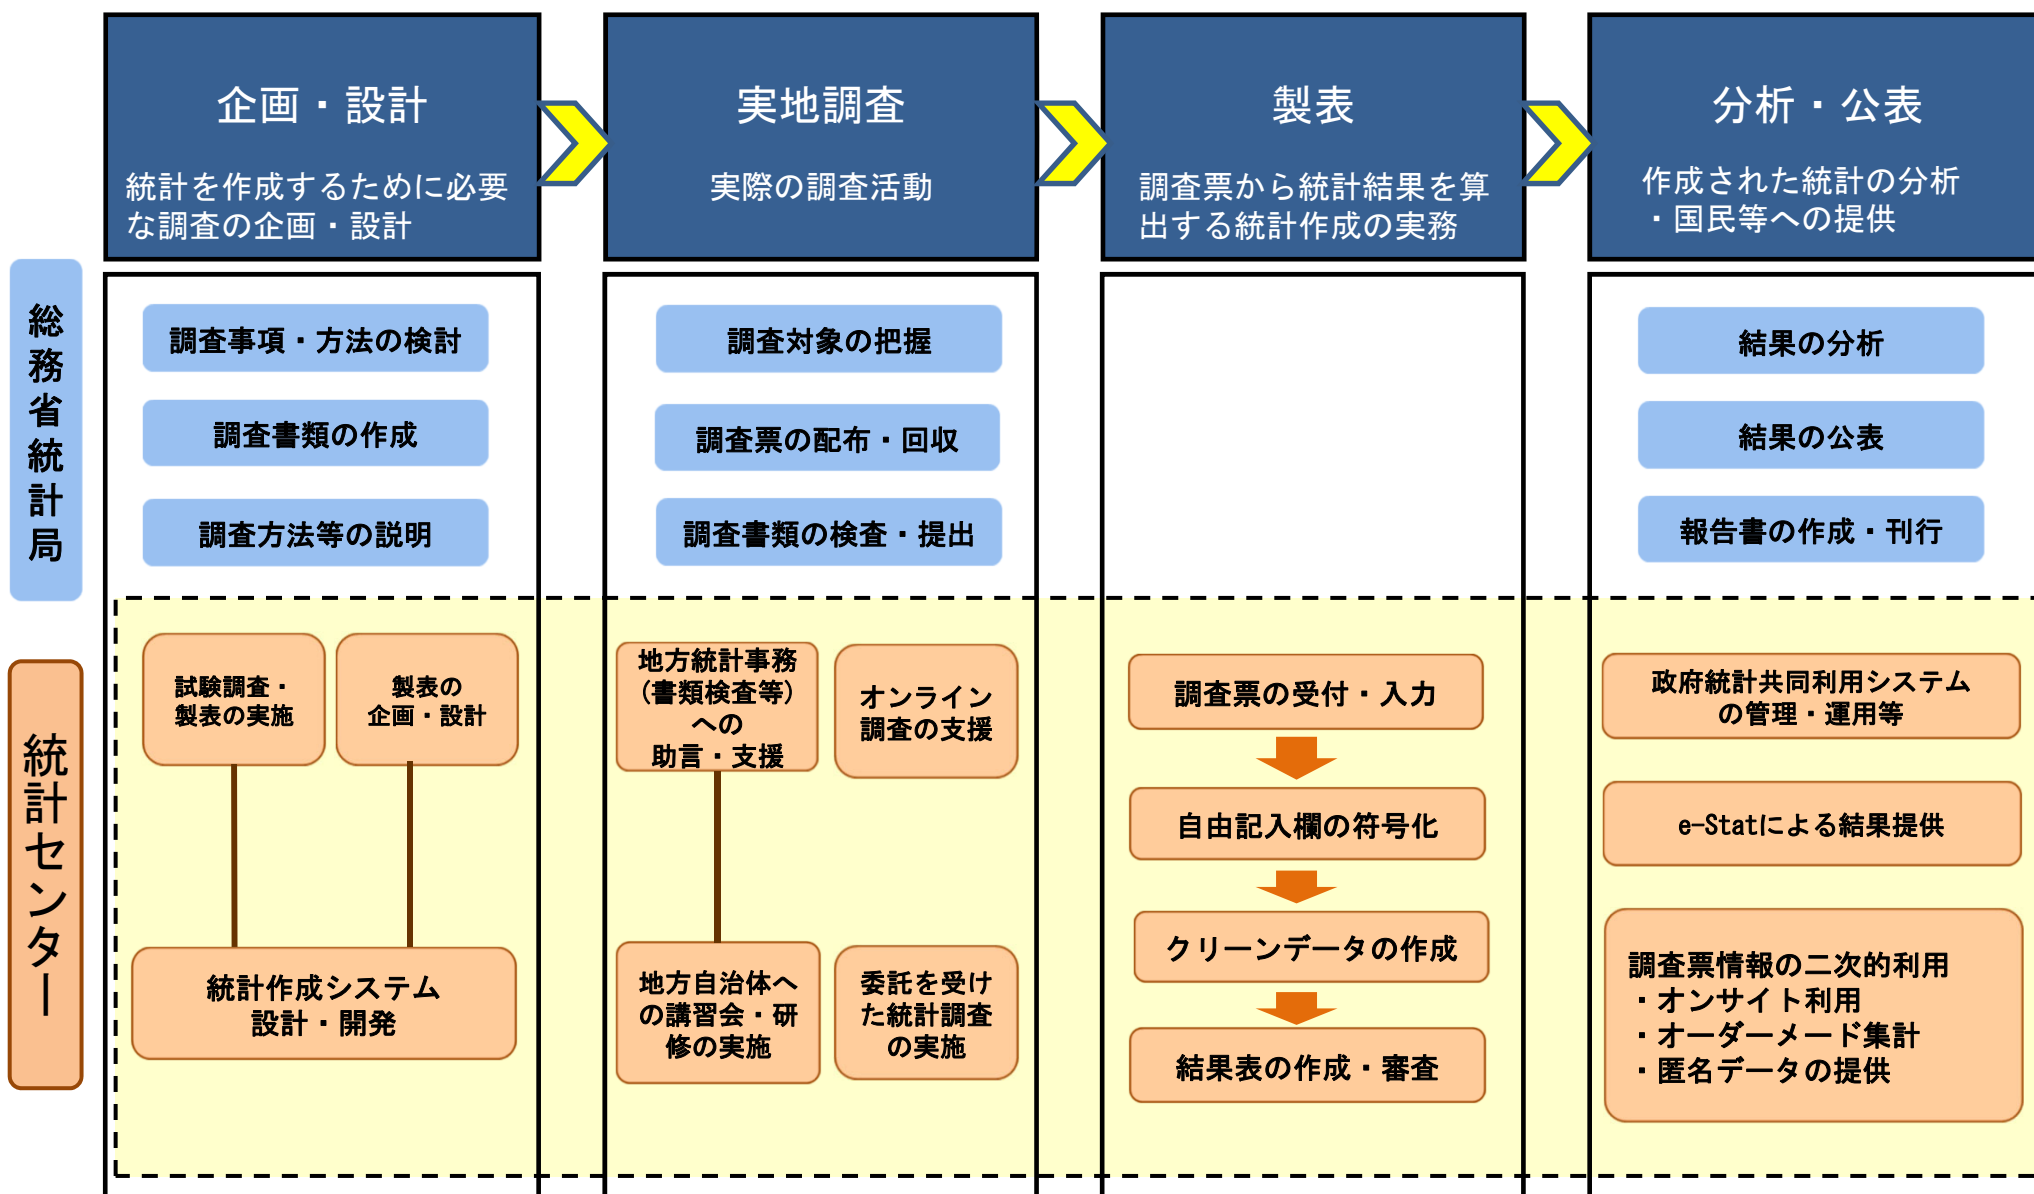 企画・設計
統計を作成するために必要
な調査の企画・設計
実地調査
実際の調査活動
製表
調査票から統計結果を算
出する統計作成の実務
分析・公表
作成された統計の分析
・国民等への提供
総務省統計局
調査事項・方法の検討
調査書類の作成
調査方法等の説明
調査対象の把握
調査票の配布・回収
調査書類の検査・提出
結果の分析
結果の公表
報告書の作成・刊行
統計センター
試験調査・
製表の実施
製表の
企画・設計
統計作成システム
設計・開発
地方統計事務
(書類検査等)
への
助言・支援
オンライン
調査の支援
地方自治体へ
の講習会・研
修の実施
委託を受け
た統計調査
の実施
調査票の受付・入力
自由記入欄の符号化
クリーンデータの作成
結果表の作成・審査
政府統計共同利用システム
の管理・運用等
e-Statによる結果提供
調査票情報の二次的利用
・オンサイト利用
・オーダーメード集計
・匿名データの提供